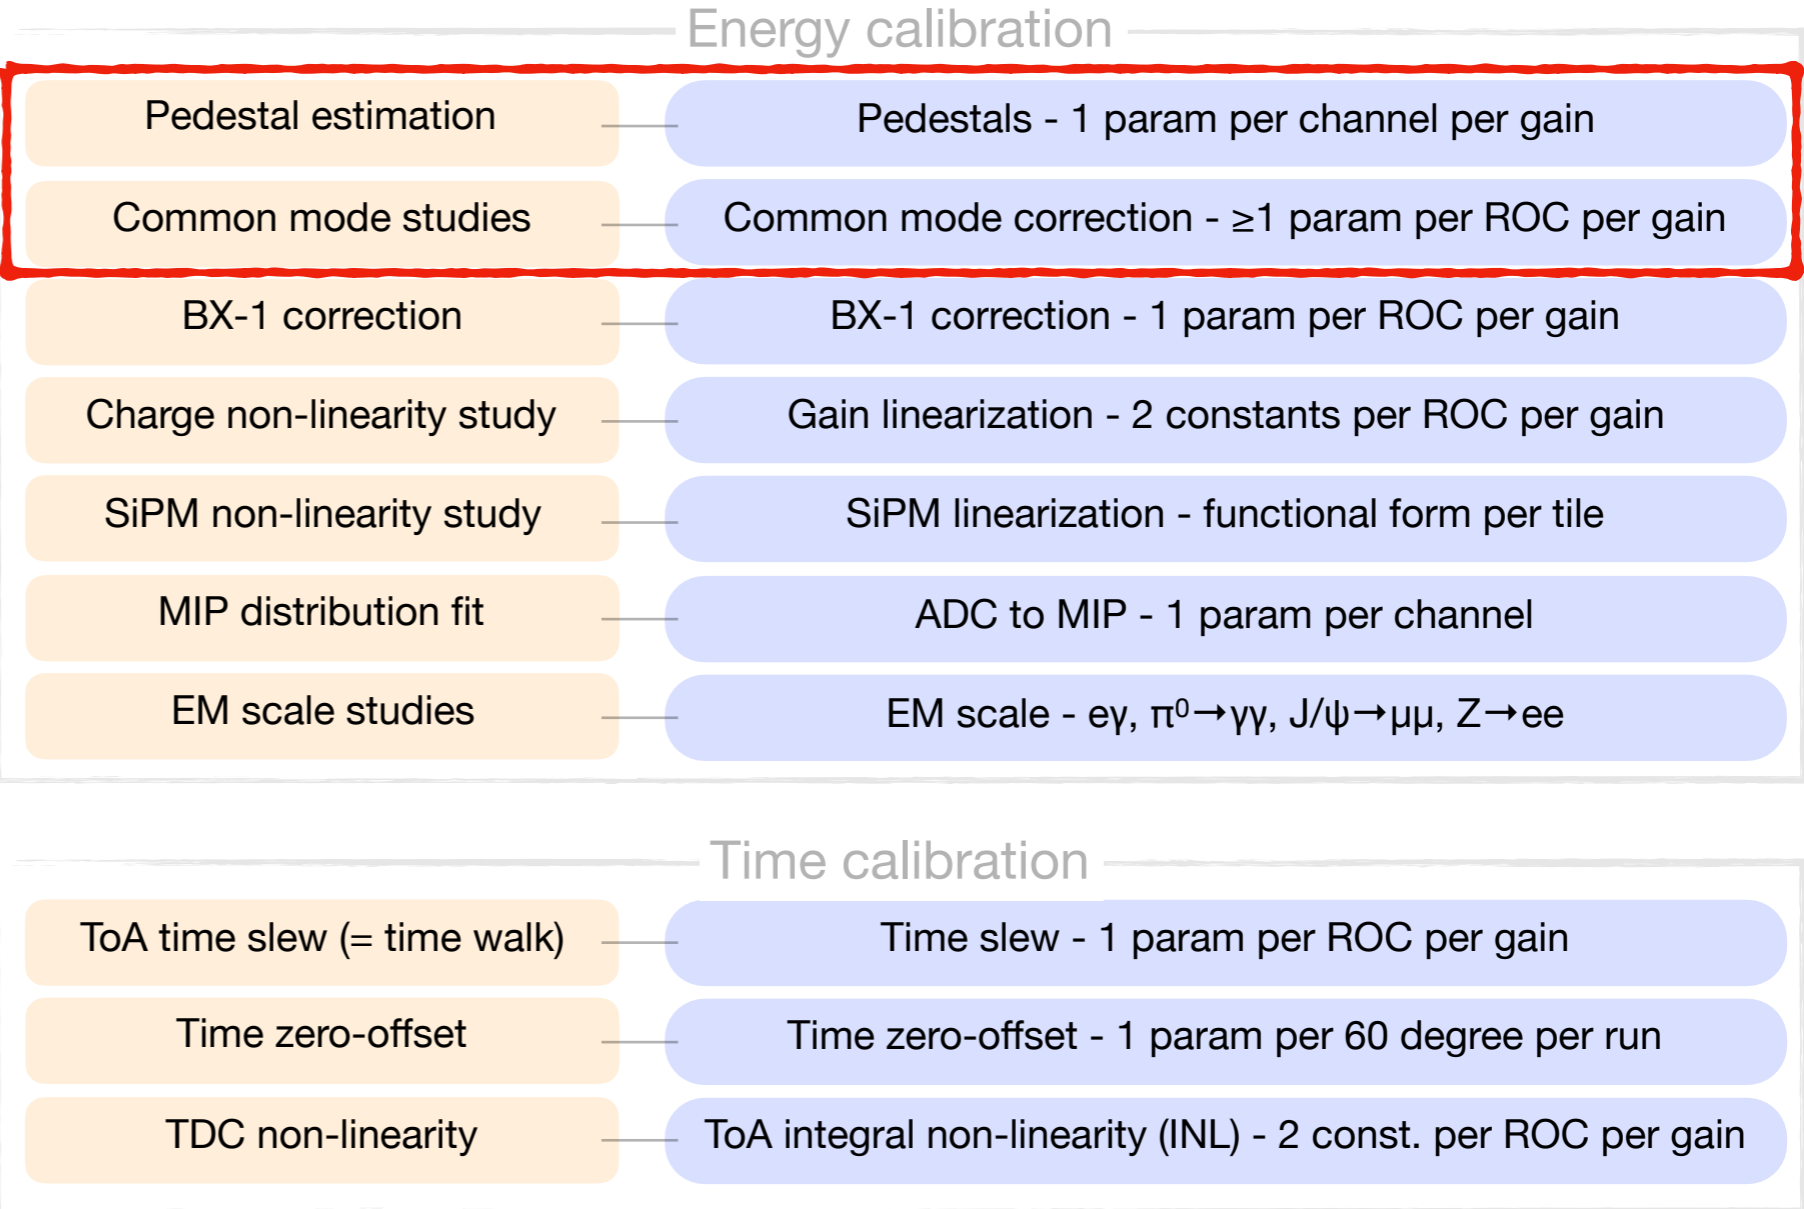 Energy calibration
Pedestal estimation
Pedestals - 1 param per channel per gain
Common mode studies
Common mode correction - ≥1 param per ROC per gain
BX-1 correction
BX-1 correction - 1 param per ROC per gain
Charge non-linearity study
Gain linearization - 2 constants per ROC per gain
SiPM non-linearity study
SiPM linearization - functional form per tile
MIP distribution fit
ADC to MIP - 1 param per channel
EM scale studies
EM scale - eγ, π⁰→γγ, J/ψ→μμ, Z→ee
Time calibration
ToA time slew (= time walk)
Time slew - 1 param per ROC per gain
Time zero-offset
Time zero-offset - 1 param per 60 degree per run
TDC non-linearity
ToA integral non-linearity (INL) - 2 const. per ROC per gain